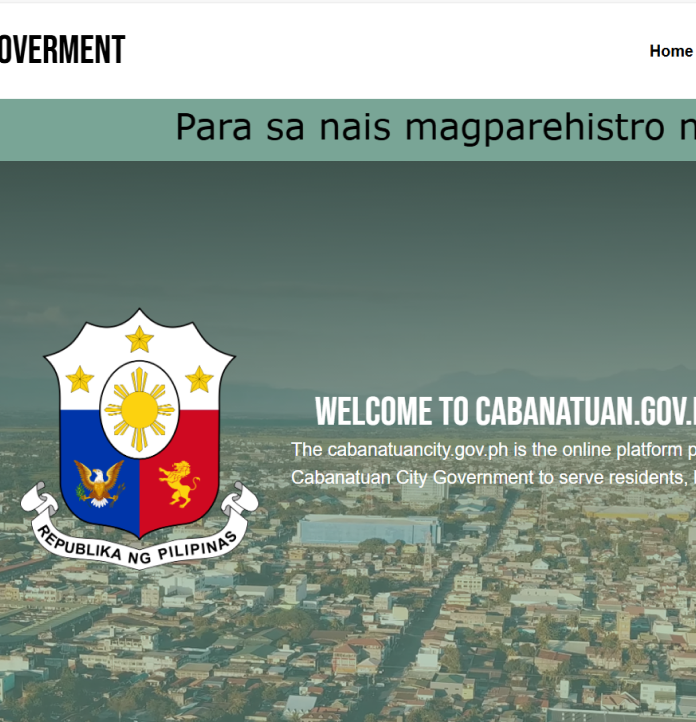 OVERMENT
Home
Para sa nais magparehistro
WELCOME TO CABANATUAN.GOV.
The cabanatuancity.gov.ph is the online platform
Cabanatuan City Government to serve residents,
REPUBLIKA NG PILIPINAS